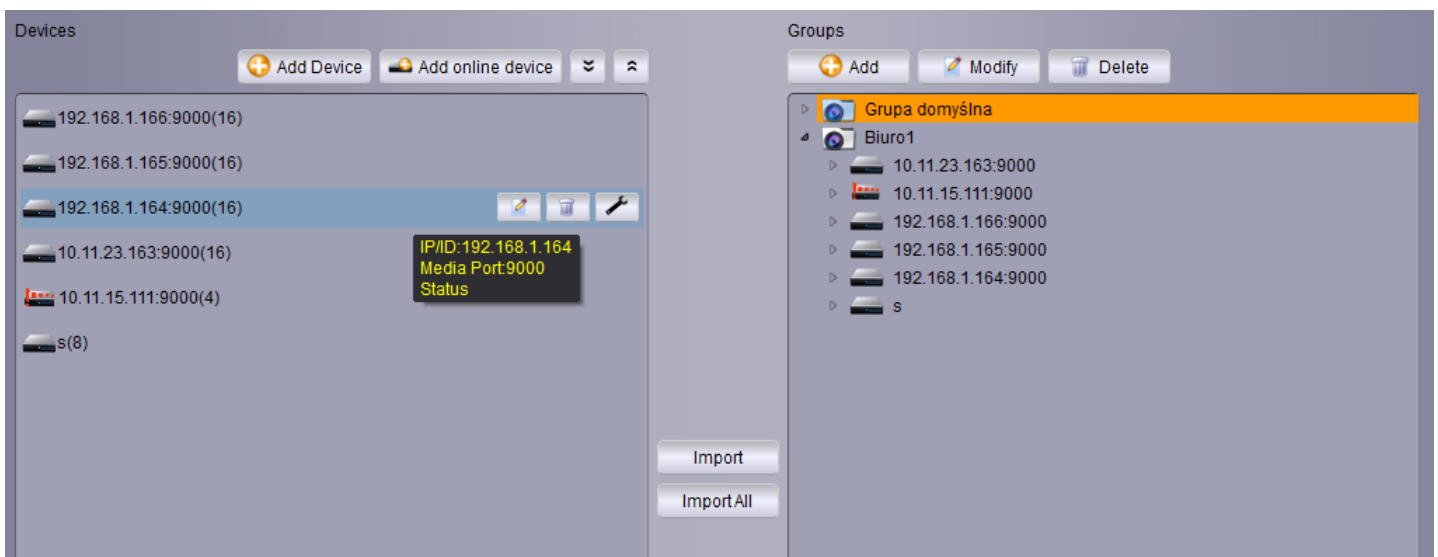 Devices
Add Device
Add online device
192.168.1.166:9000(16)
192.168.1.165:9000(16)
192.168.1.164:9000(16)
IP/ID:192.168.1.164
Media Port:9000
Status
10.11.23.163:9000(16)
10.11.15.111:9000(4)
s(8)
Import
Import All
Groups
Add
Modify
Delete
Grupa domyślna
Biuro1
10.11.23.163:9000
10.11.15.111:9000
192.168.1.166:9000
192.168.1.165:9000
192.168.1.164:9000
s